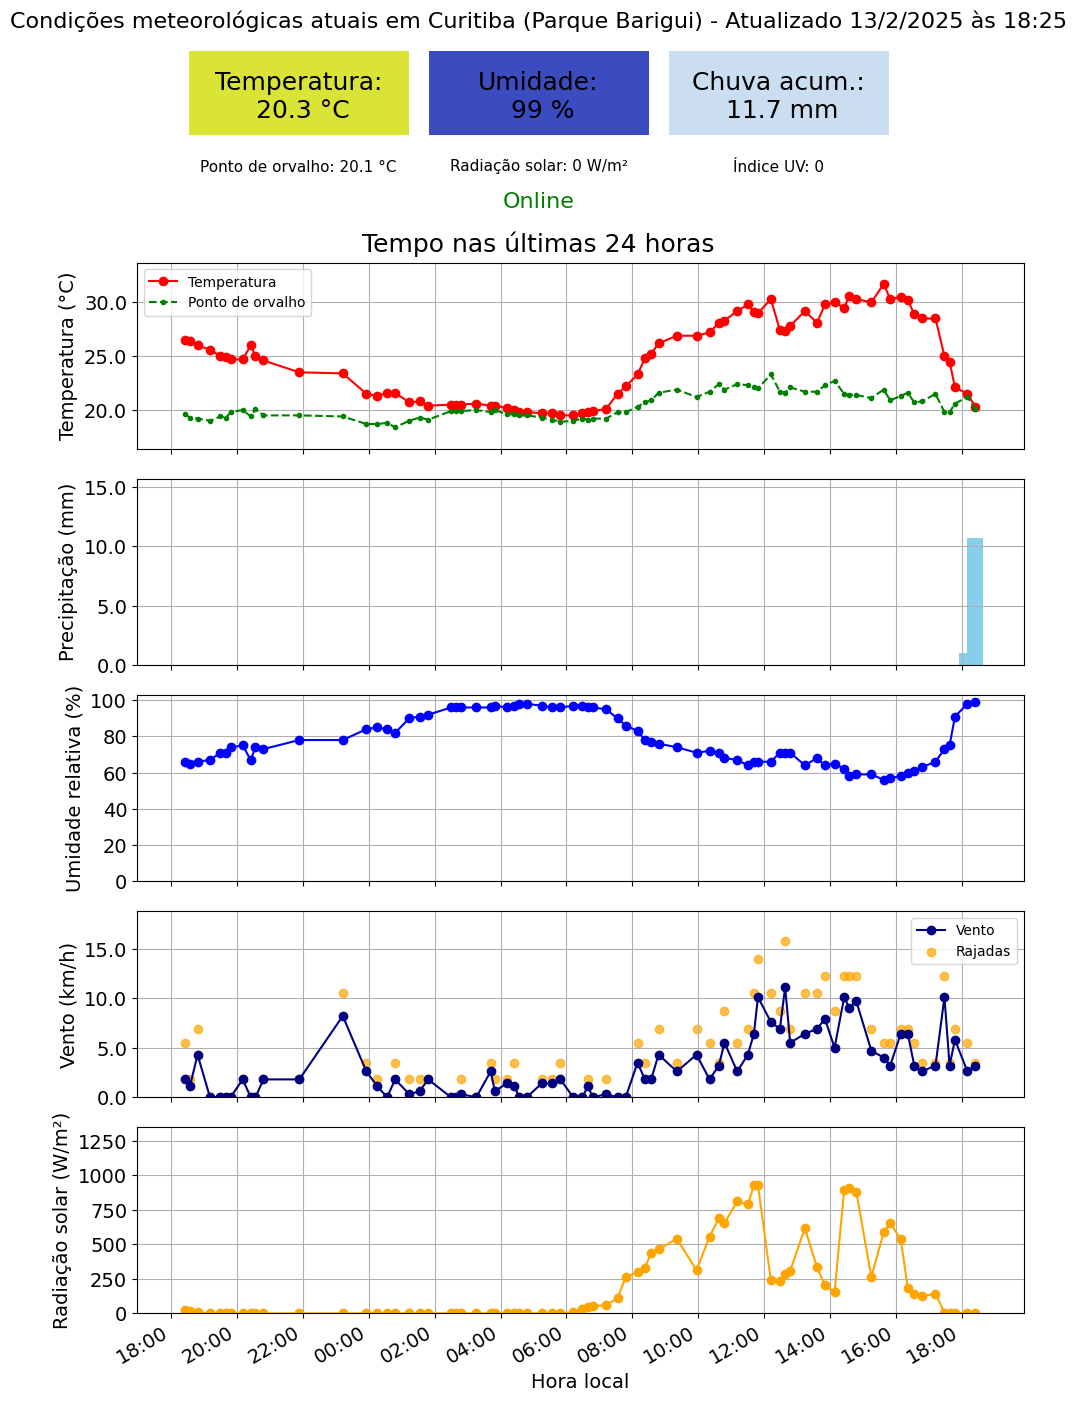 Condições meteorológicas atuais em Curitiba (Parque Barigui) - Atualizado 13/2/2025 às 18:25
Temperatura:
20.3 °C
Umidade:
99 %
Chuva acum.:
11.7 mm
Ponto de orvalho: 20.1 °C
Radiação solar: 0 W/m²
Índice UV: 0
Online
Tempo nas últimas 24 horas
Temperatura (°C)
30.0
25.0
20.0
Temperatura
Ponto de orvalho
Precipitação (mm)
15.0
10.0
5.0
0.0
Umidade relativa (%)
100
80
60
40
20
0
Vento (km/h)
15.0
10.0
5.0
0.0
Vento
Rajadas
Radiação solar (W/m²)
1250
1000
750
500
250
0
18:00
20:00
22:00
00:00
02:00
04:00
06:00
08:00
10:00
12:00
14:00
16:00
18:00
Hora local